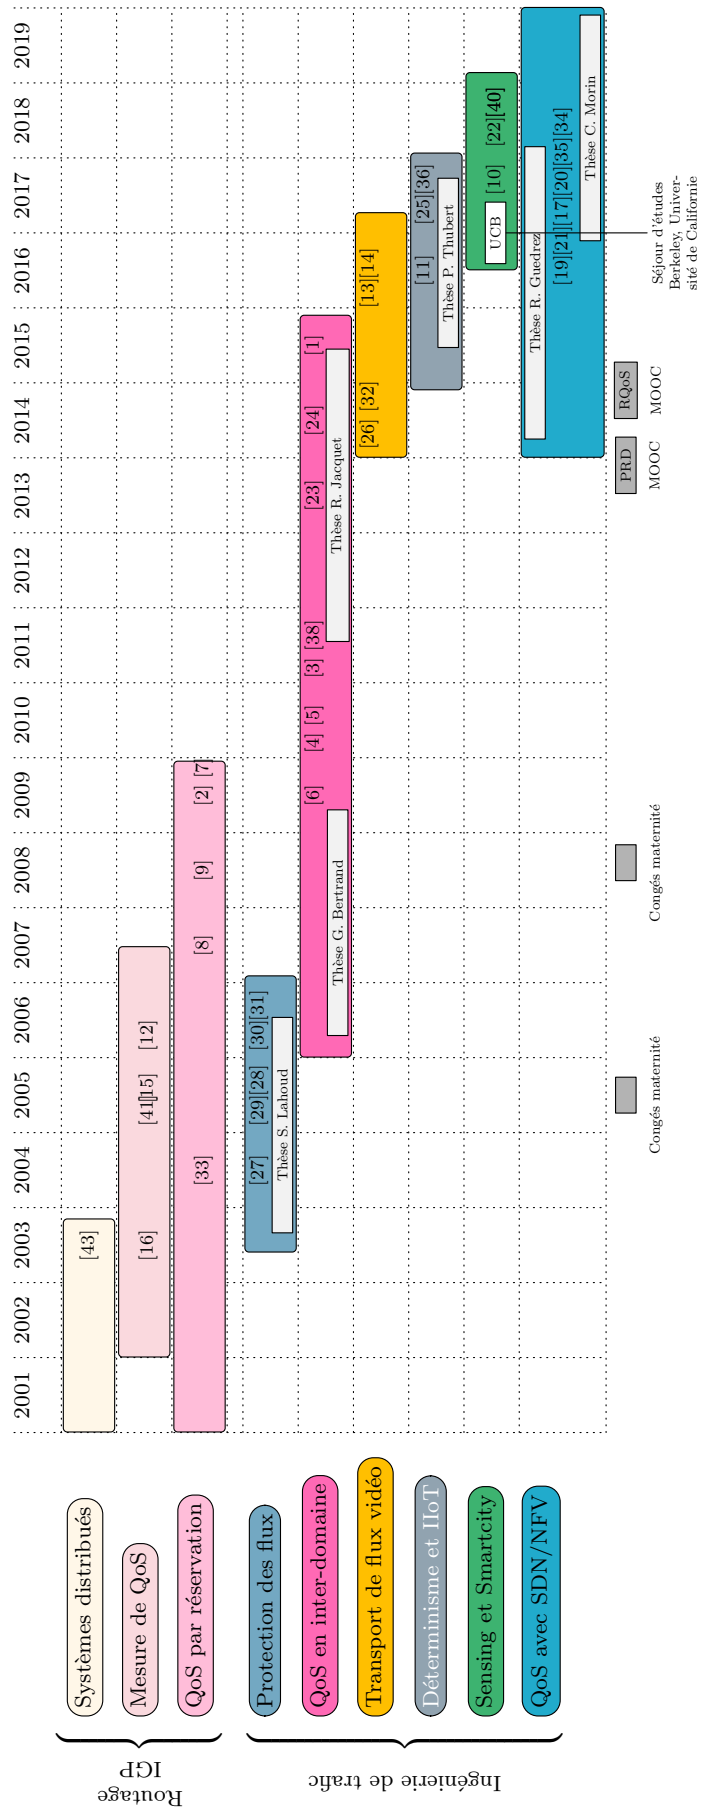 2001 2002 2003 2004 2005 2006 2007 2008 2009 2010 2011 2012 2013 2014 2015 2016 2017 2018 2019
Routage
IGP
Systèmes distribués
[43]
Mesure de QoS
[16] [41] [15] [12]
QoS par réservation
[33] [8] [9] [2] [7]
Ingénierie de trafic
Protection des flux
[27] [29][28] [30][31]
Thèse S. Lahoud
QoS en inter-domaine
[6] [4] [5] [3] [38] [23] [24] [1]
Thèse G. Bertrand
Thèse R. Jacquet
Transport de flux vidéo
[26] [32] [13][14]
Déterminisme et IIoT
[11] [25][36]
Thèse P. Thubert
Sensing et Smartcity
[10] [22][40]
UCB
QoS avec SDN/NFV
Thèse R. Guedrez
[19][21][17][20][35][34]
Thèse C. Morin
Congés maternité
Congés maternité
PRD
MOOC
RQoS
MOOC
Séjour d'études
Berkeley, Univer-
sité de Californie